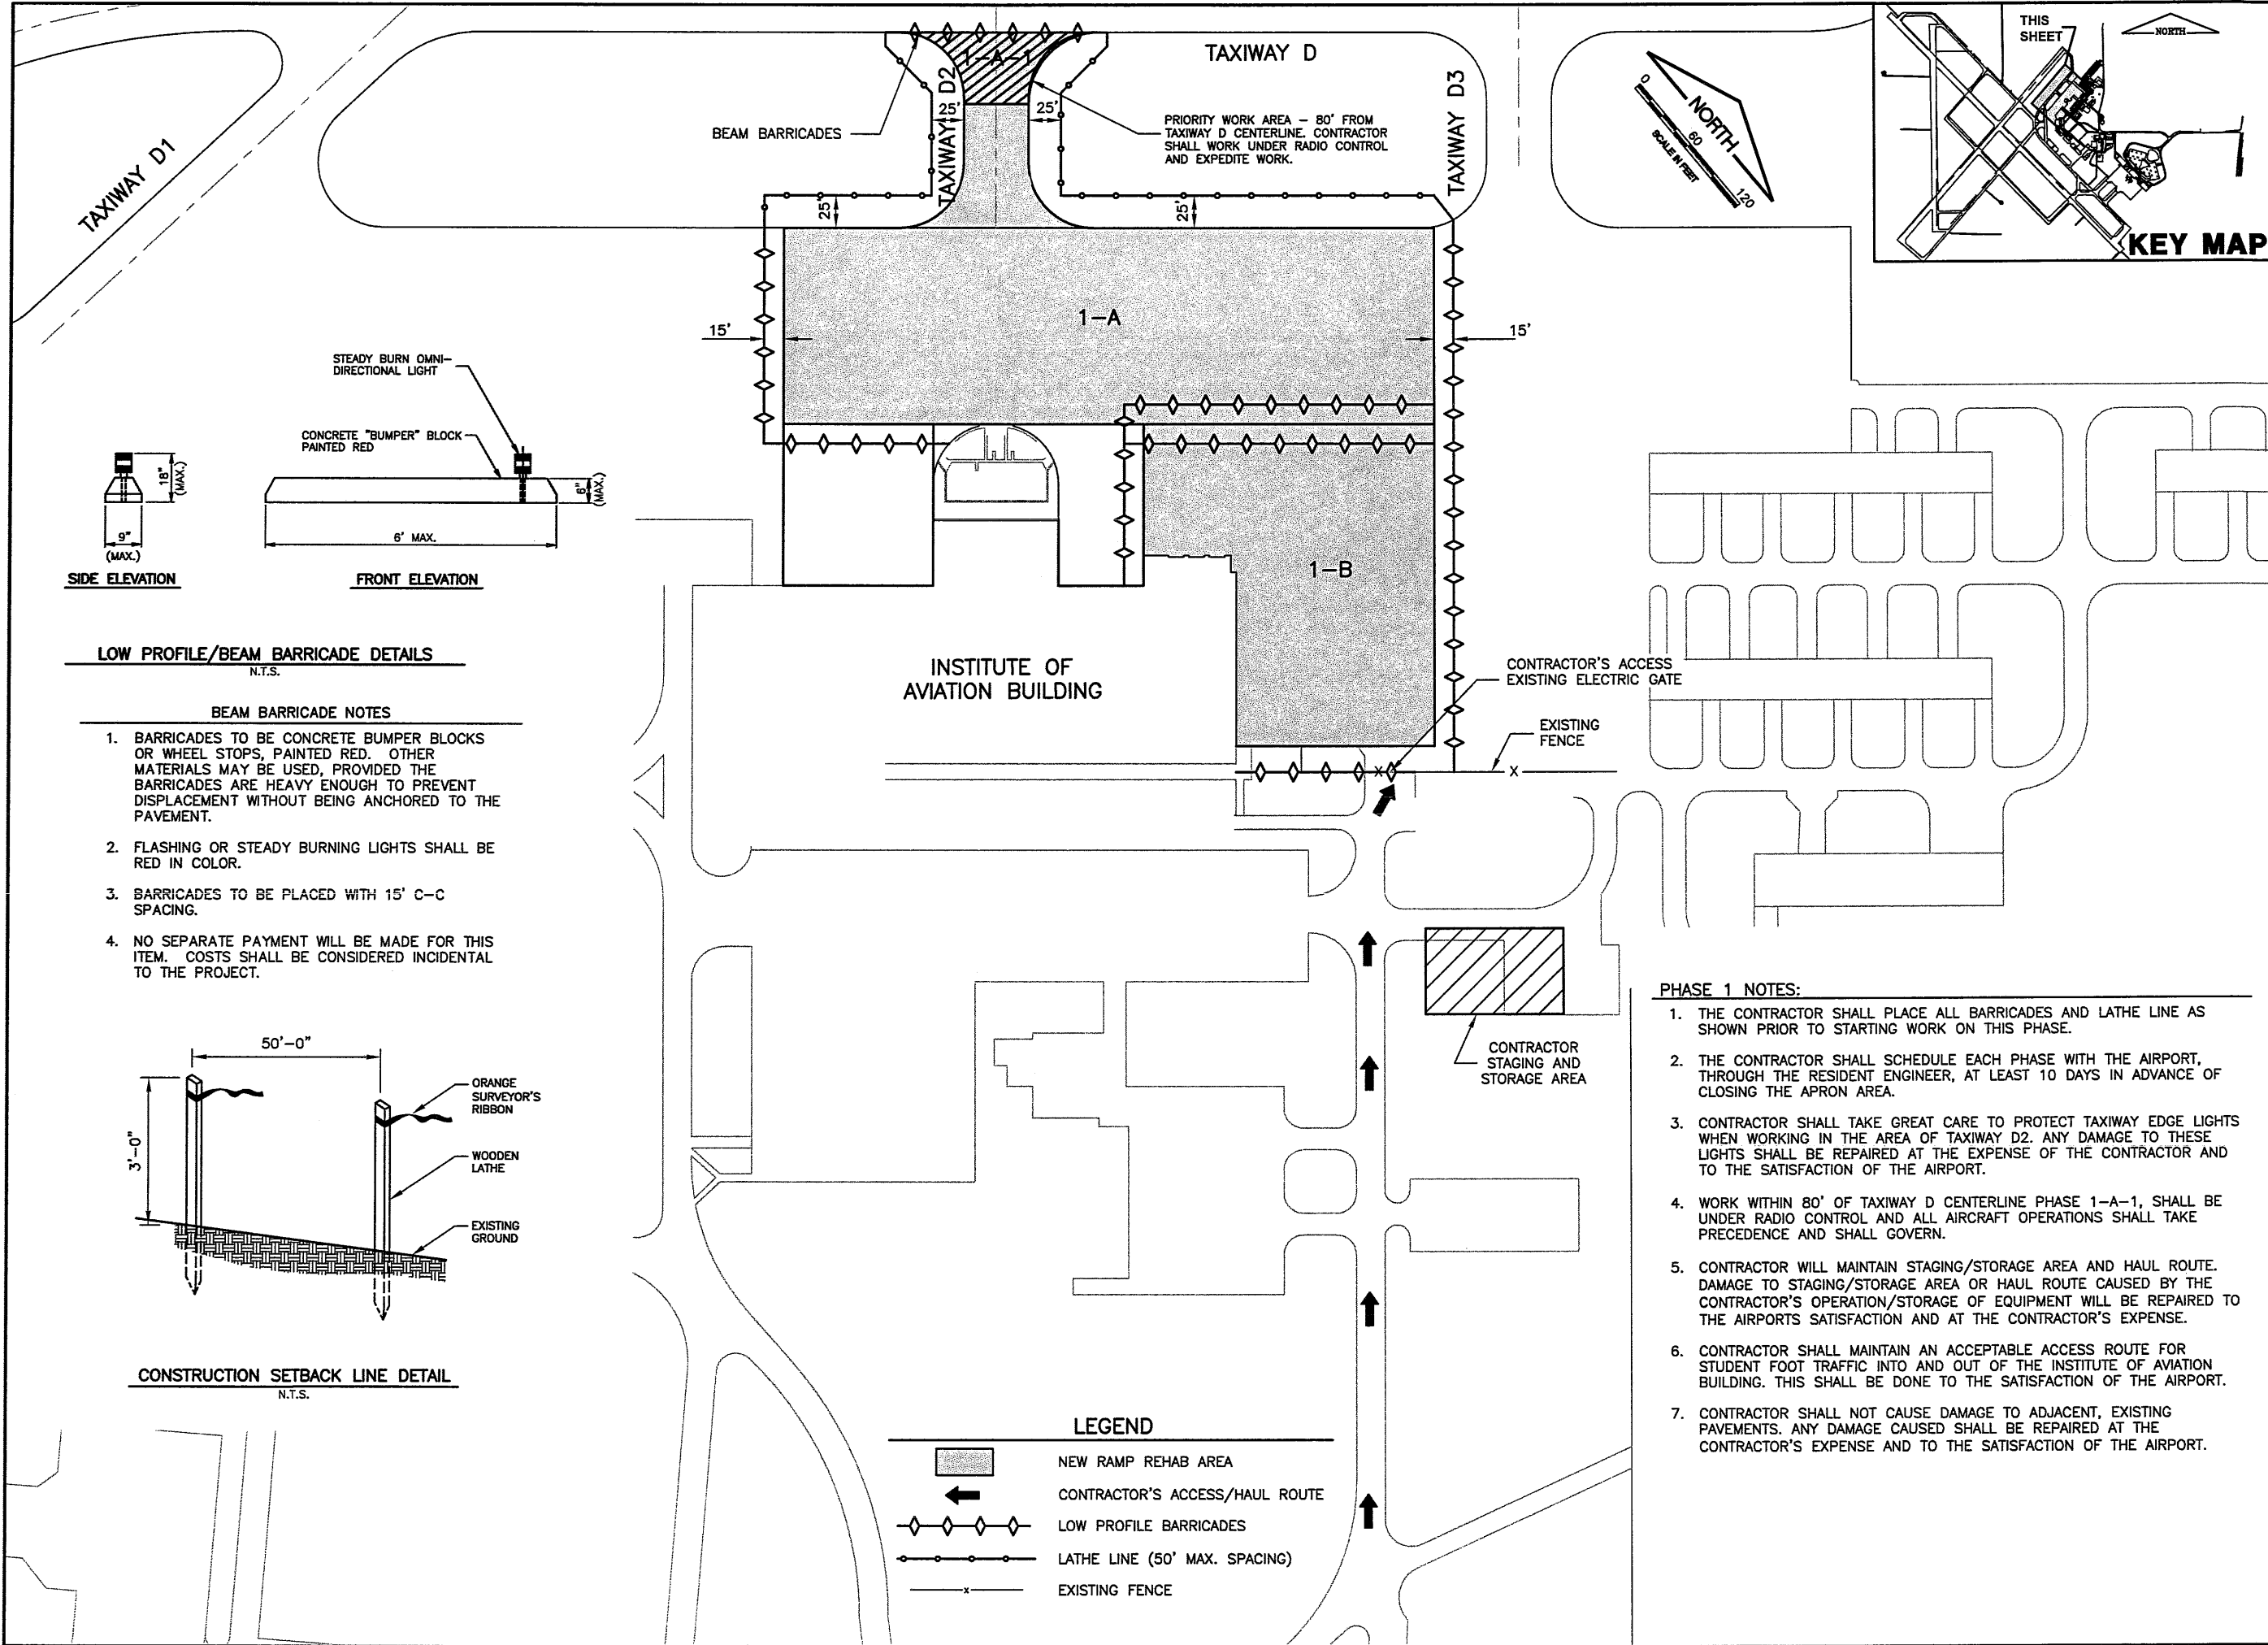 TAXIWAY D1
TAXIWAY D2
TAXIWAY D
TAXIWAY D3
1-A-1
25'
25'
BEAM BARRICADES
PRIORITY WORK AREA - 80' FROM
TAXIWAY D CENTERLINE. CONTRACTOR
SHALL WORK UNDER RADIO CONTROL
AND EXPEDITE WORK.
25'
25'
NORTH
0
60
120
SCALE IN FEET
THIS
SHEET
NORTH
KEY MAP
1-A
15'
15'
STEADY BURN OMNI-
DIRECTIONAL LIGHT
CONCRETE "BUMPER" BLOCK
PAINTED RED
18"
(MAX.)
9"
(MAX.)
6"
(MAX.)
6' MAX.
SIDE ELEVATION
FRONT ELEVATION
LOW PROFILE/BEAM BARRICADE DETAILS
N.T.S.
1-B
INSTITUTE OF
AVIATION BUILDING
CONTRACTOR'S ACCESS
EXISTING ELECTRIC GATE
EXISTING
FENCE
X
X
BEAM BARRICADE NOTES
1. BARRICADES TO BE CONCRETE BUMPER BLOCKS
OR WHEEL STOPS, PAINTED RED. OTHER
MATERIALS MAY BE USED, PROVIDED THE
BARRICADES ARE HEAVY ENOUGH TO PREVENT
DISPLACEMENT WITHOUT BEING ANCHORED TO THE
PAVEMENT.
2. FLASHING OR STEADY BURNING LIGHTS SHALL BE
RED IN COLOR.
3. BARRICADES TO BE PLACED WITH 15' C-C
SPACING.
4. NO SEPARATE PAYMENT WILL BE MADE FOR THIS
ITEM. COSTS SHALL BE CONSIDERED INCIDENTAL
TO THE PROJECT.
50'-0"
3'-0"
ORANGE
SURVEYOR'S
RIBBON
WOODEN
LATHE
EXISTING
GROUND
CONSTRUCTION SETBACK LINE DETAIL
N.T.S.
CONTRACTOR
STAGING AND
STORAGE AREA
PHASE 1 NOTES:
1. THE CONTRACTOR SHALL PLACE ALL BARRICADES AND LATHE LINE AS
SHOWN PRIOR TO STARTING WORK ON THIS PHASE.
2. THE CONTRACTOR SHALL SCHEDULE EACH PHASE WITH THE AIRPORT,
THROUGH THE RESIDENT ENGINEER, AT LEAST 10 DAYS IN ADVANCE OF
CLOSING THE APRON AREA.
3. CONTRACTOR SHALL TAKE GREAT CARE TO PROTECT TAXIWAY EDGE LIGHTS
WHEN WORKING IN THE AREA OF TAXIWAY D2. ANY DAMAGE TO THESE
LIGHTS SHALL BE REPAIRED AT THE EXPENSE OF THE CONTRACTOR AND
TO THE SATISFACTION OF THE AIRPORT.
4. WORK WITHIN 80' OF TAXIWAY D CENTERLINE PHASE 1-A-1, SHALL BE
UNDER RADIO CONTROL AND ALL AIRCRAFT OPERATIONS SHALL TAKE
PRECEDENCE AND SHALL GOVERN.
5. CONTRACTOR WILL MAINTAIN STAGING/STORAGE AREA AND HAUL ROUTE.
DAMAGE TO STAGING/STORAGE AREA OR HAUL ROUTE CAUSED BY THE
CONTRACTOR'S OPERATION/STORAGE OF EQUIPMENT WILL BE REPAIRED TO
THE AIRPORTS SATISFACTION AND AT THE CONTRACTOR'S EXPENSE.
6. CONTRACTOR SHALL MAINTAIN AN ACCEPTABLE ACCESS ROUTE FOR
STUDENT FOOT TRAFFIC INTO AND OUT OF THE INSTITUTE OF AVIATION
BUILDING. THIS SHALL BE DONE TO THE SATISFACTION OF THE AIRPORT.
7. CONTRACTOR SHALL NOT CAUSE DAMAGE TO ADJACENT, EXISTING
PAVEMENTS. ANY DAMAGE CAUSED SHALL BE REPAIRED AT THE
CONTRACTOR'S EXPENSE AND TO THE SATISFACTION OF THE AIRPORT.
LEGEND
NEW RAMP REHAB AREA
CONTRACTOR'S ACCESS/HAUL ROUTE
LOW PROFILE BARRICADES
LATHE LINE (50' MAX. SPACING)
x
EXISTING FENCE